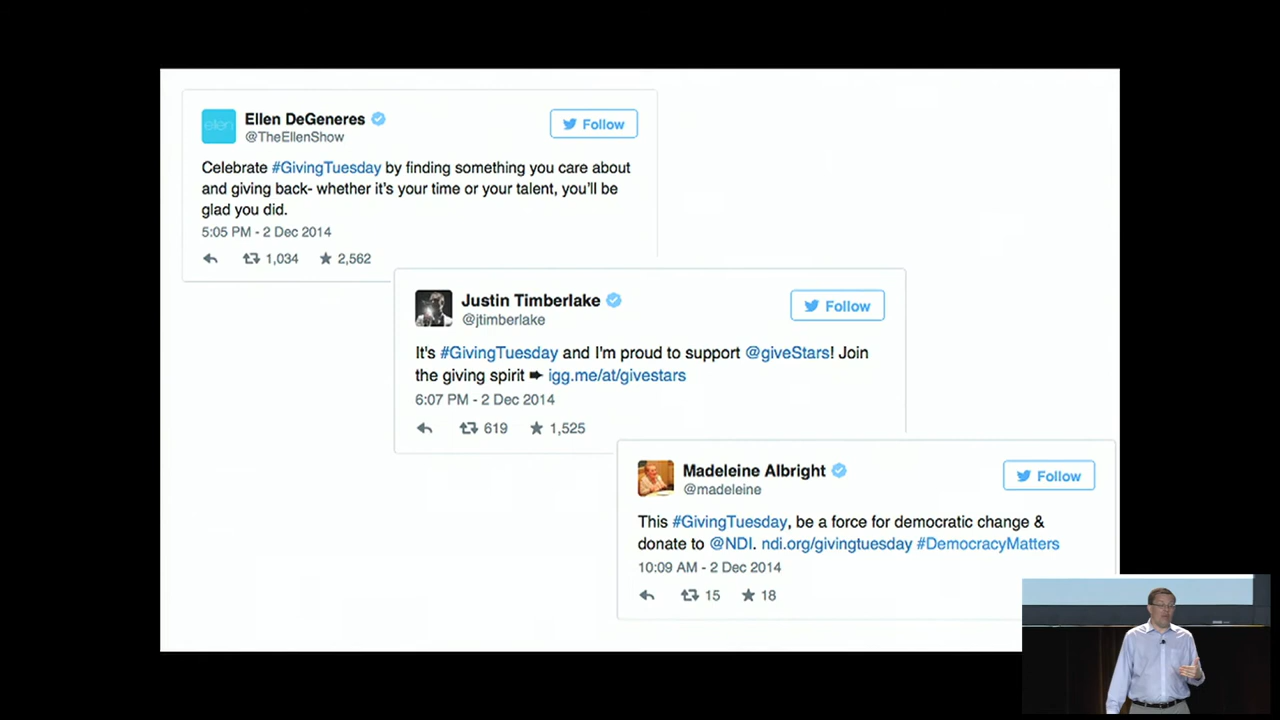 ellen
Ellen DeGeneres
@TheEllenShow
Follow
Celebrate #GivingTuesday by finding something you care about
and giving back- whether it's your time or your talent, you'll be
glad you did.
5:05 PM - 2 Dec 2014
1,034 2,562
Justin Timberlake
@jtimberlake
Follow
It's #GivingTuesday and I'm proud to support @giveStars! Join
the giving spirit ➨ igg.me/at/givestars
6:07 PM - 2 Dec 2014
619 1,525
Madeleine Albright
@madeleine
Follow
This #GivingTuesday, be a force for democratic change &
donate to @NDI. ndi.org/givingtuesday #DemocracyMatters
10:09 AM - 2 Dec 2014
15 18